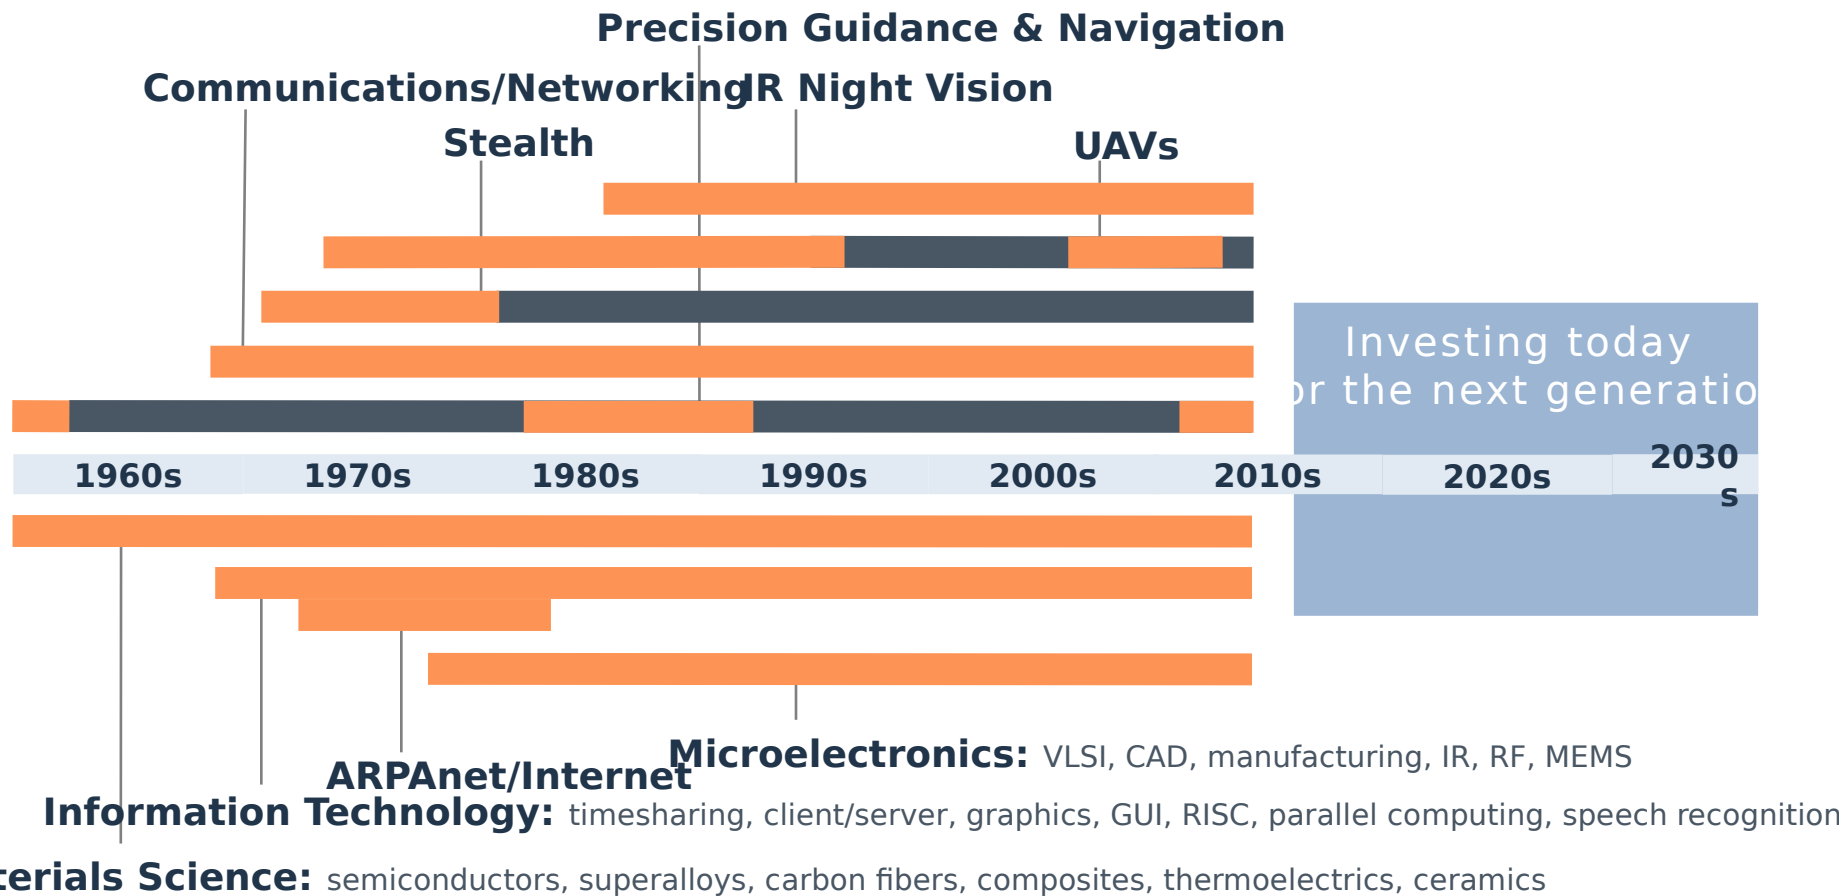 Precision Guidance & Navigation
Communications/Networking
IR Night Vision
Stealth
UAVs
Investing today
or the next generatio
1960s
1970s
1980s
1990s
2000s
2010s
2020s
2030
s
Microelectronics: VLSI, CAD, manufacturing, IR, RF, MEMS
ARPAnet/Internet
Information Technology: timesharing, client/server, graphics, GUI, RISC, parallel computing, speech recognition
terials Science: semiconductors, superalloys, carbon fibers, composites, thermoelectrics, ceramics